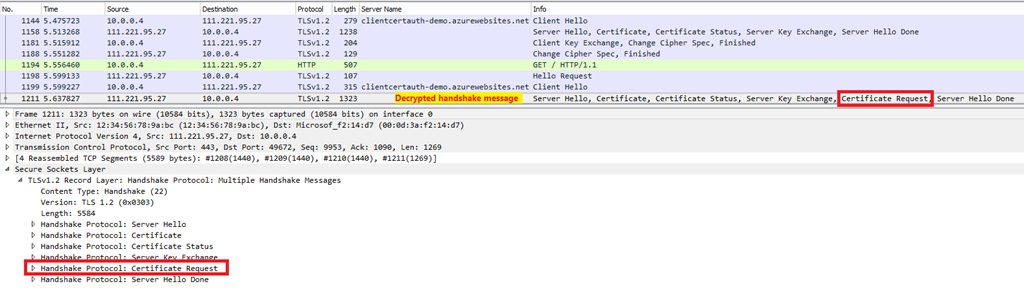 No. Time Source Destination Protocol Length Server Name Info
1144 5.475723 10.0.0.4 111.221.95.27 TLSv1.2 279 clientcertauth-demo.azurewebsites.net Client Hello
1158 5.513268 111.221.95.27 10.0.0.4 TLSv1.2 1238 Server Hello, Certificate, Certificate Status, Server Key Exchange, Server Hello Done
1181 5.515912 10.0.0.4 111.221.95.27 TLSv1.2 204 Client Key Exchange, Change Cipher Spec, Finished
1188 5.551282 111.221.95.27 10.0.0.4 TLSv1.2 129 Change Cipher Spec, Finished
1194 5.556460 10.0.0.4 111.221.95.27 HTTP 507 GET / HTTP/1.1
1198 5.599133 111.221.95.27 10.0.0.4 TLSv1.2 107 Hello Request
1199 5.599227 10.0.0.4 111.221.95.27 TLSv1.2 315 clientcertauth-demo.azurewebsites.net Client Hello
1211 5.637827 111.221.95.27 10.0.0.4 TLSv1.2 1323 Decrypted handshake message Server Hello, Certificate, Certificate Status, Server Key Exchange, Certificate Request, Server Hello Done
Frame 1211: 1323 bytes on wire (10584 bits), 1323 bytes captured (10584 bits) on interface 0
Ethernet II, Src: 12:34:56:78:9a:bc (12:34:56:78:9a:bc), Dst: Microsof_f2:14:d7 (00:0d:3a:f2:14:d7)
Internet Protocol Version 4, Src: 111.221.95.27, Dst: 10.0.0.4
Transmission Control Protocol, Src Port: 443, Dst Port: 49672, Seq: 9953, Ack: 1090, Len: 1269
[4 Reassembled TCP Segments (5589 bytes): #1208(1440), #1209(1440), #1210(1440), #1211(1269)]
Secure Sockets Layer
TLSv1.2 Record Layer: Handshake Protocol: Multiple Handshake Messages
Content Type: Handshake (22)
Version: TLS 1.2 (0x0303)
Length: 5584
Handshake Protocol: Server Hello
Handshake Protocol: Certificate
Handshake Protocol: Certificate Status
Handshake Protocol: Server Key Exchange
Handshake Protocol: Certificate Request
Handshake Protocol: Server Hello Done